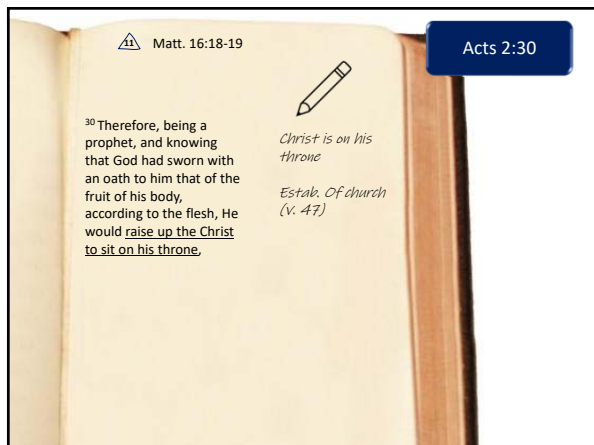 11 Matt. 16:18-19
Acts 2:30
30 Therefore, being a
prophet, and knowing
that God had sworn with
an oath to him that of the
fruit of his body,
according to the flesh, He
would raise up the Christ
to sit on his throne,
Christ is on his
throne
Estab. Of church
(v. 47)